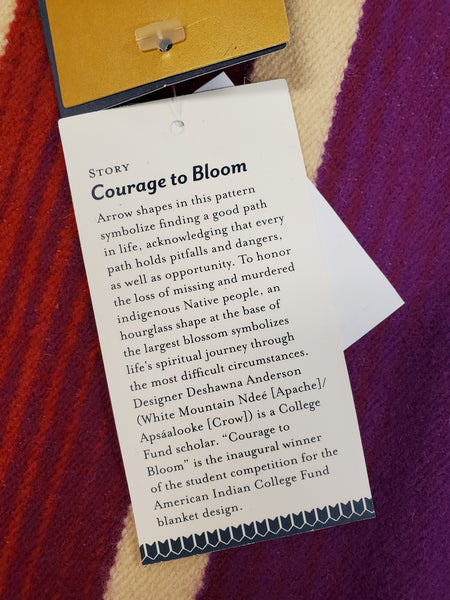 STORY
Courage to Bloom
Arrow shapes in this pattern
symbolize finding a good path
in life, acknowledging that every
path holds pitfalls and dangers,
as well as opportunity. To honor
the loss of missing and murdered
indigenous Native people, an
hourglass shape at the base of
the largest blossom symbolizes
life's spiritual journey through
the most difficult circumstances.
Designer Deshawna Anderson
(White Mountain Ndeé [Apache]/
Apsáalooke [Crow]) is a College
Fund scholar. “Courage to
Bloom” is the inaugural winner
of the student competition for the
American Indian College Fund
blanket design.